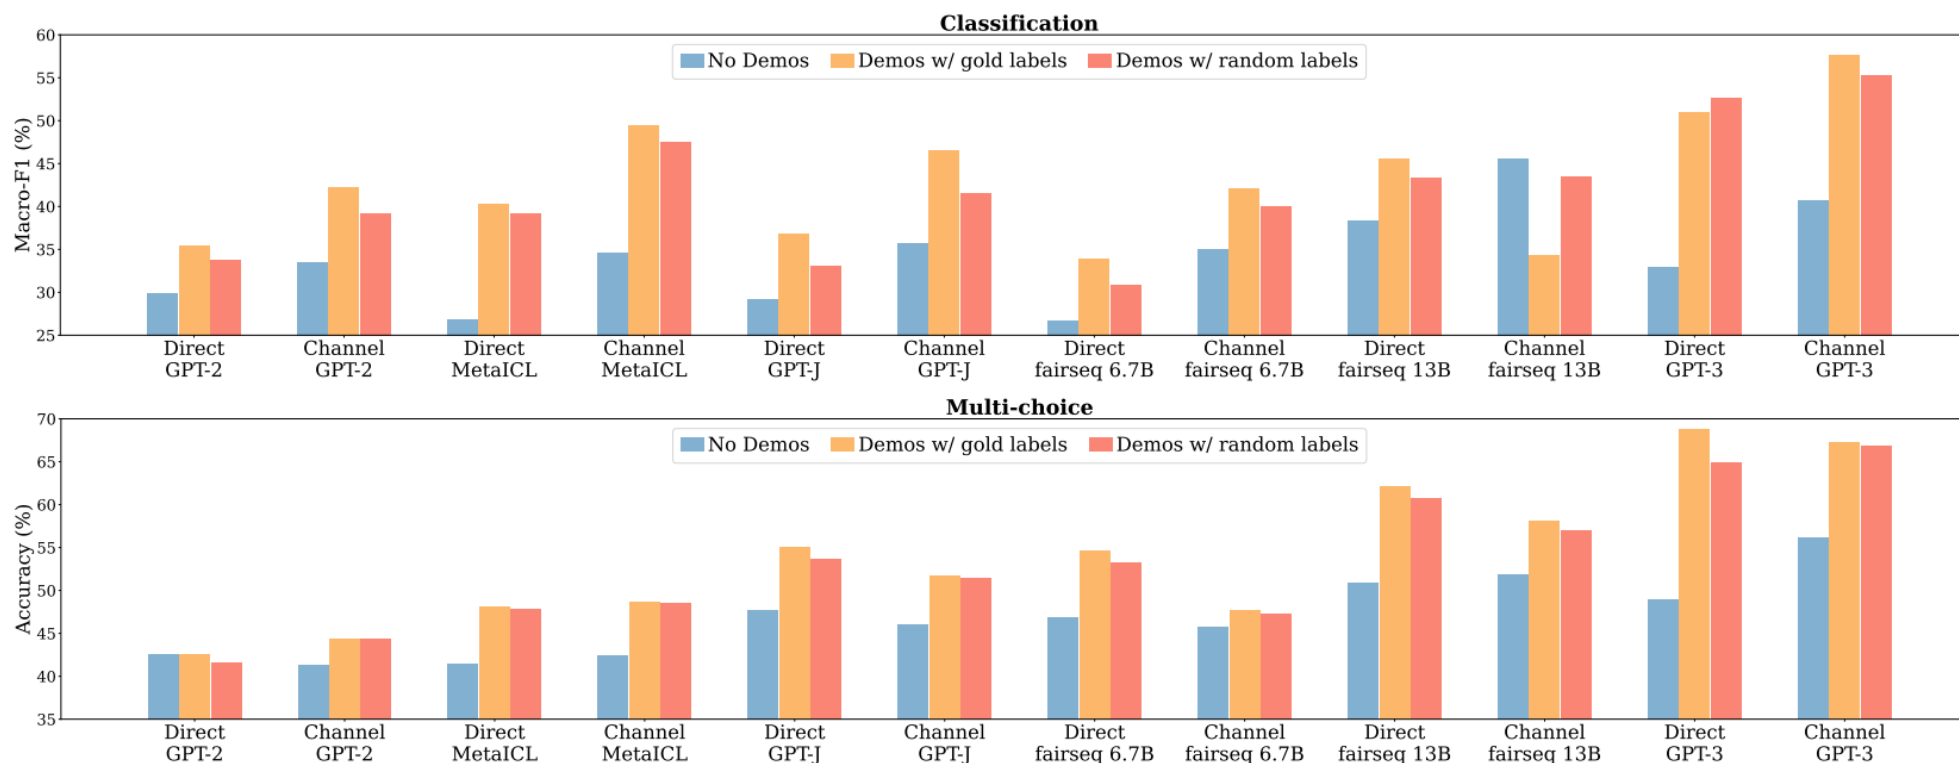 Classification
No Demos Demos w/ gold labels Demos w/ random labels
Macro-F1 (%)
60
55
50
45
40
35
30
25
Direct GPT-2
Channel GPT-2
Direct MetaICL
Channel MetaICL
Direct GPT-J
Channel GPT-J
Direct fairseq 6.7B
Channel fairseq 6.7B
Direct fairseq 13B
Channel fairseq 13B
Direct GPT-3
Channel GPT-3
Multi-choice
No Demos Demos w/ gold labels Demos w/ random labels
Accuracy (%)
70
65
60
55
50
45
40
35
Direct GPT-2
Channel GPT-2
Direct MetaICL
Channel MetaICL
Direct GPT-J
Channel GPT-J
Direct fairseq 6.7B
Channel fairseq 6.7B
Direct fairseq 13B
Channel fairseq 13B
Direct GPT-3
Channel GPT-3